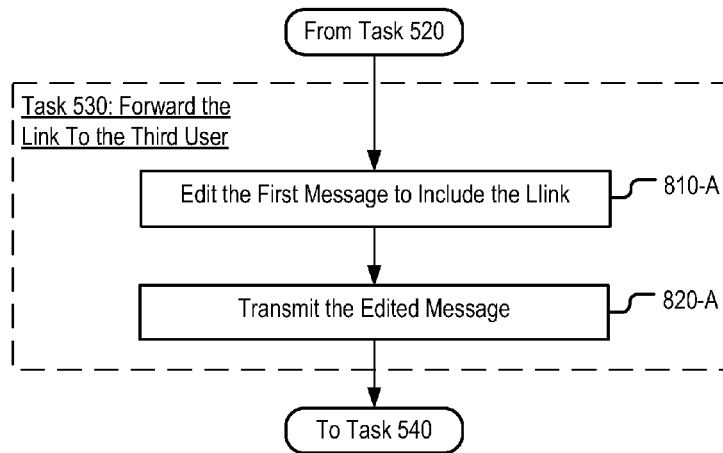 From Task 520
Task 530: Forward the
Link To the Third User
Edit the First Message to Include the Llink
810-A
Transmit the Edited Message
820-A
To Task 540